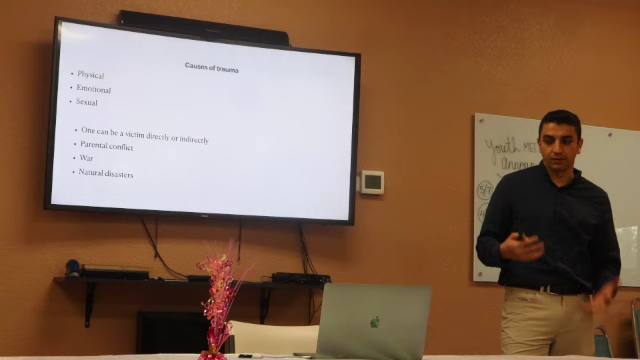 Causes of trauma
• Physical
• Emotional
• Sexual
• One can be a victim directly or indirectly
• Parental conflict
• War
• Natural disasters
Youth